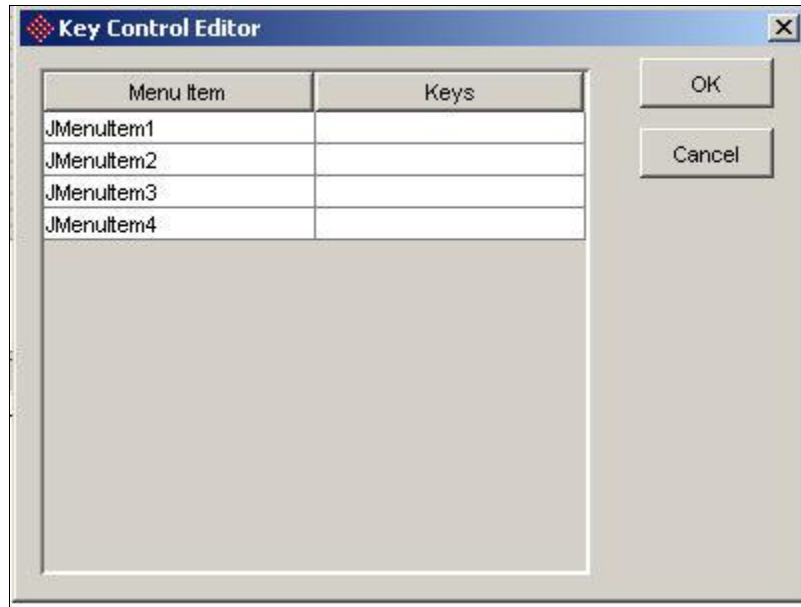 Key Control Editor
Menu Item Keys
JMenuItem1
JMenuItem2
JMenuItem3
JMenuItem4
OK
Cancel